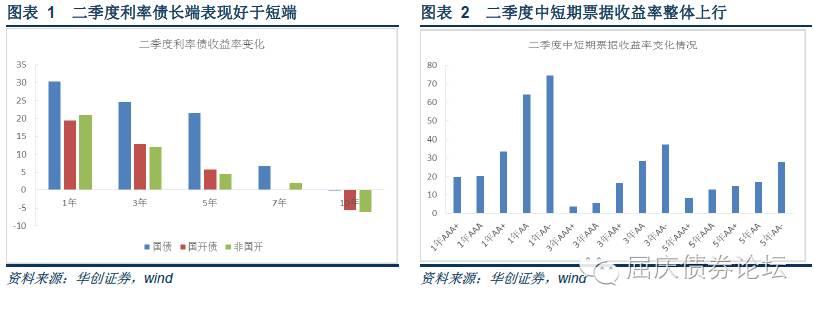 图表 1 二季度利率债长端表现好于短端
二季度利率债收益率变化
35
30
25
20
15
10
5
0
-5
-10
1年
3年
5年
7年
10年
国债
国开债
非国开
资料来源：华创证券，wind
图表 2 二季度中短期票据收益率整体上行
二季度中短期票据收益率变化情况
80
70
60
50
40
30
20
10
0
1年AAA+
1年AAA
1年AA+
1年AA
1年AA-
3年AAA+
3年AAA
3年AA+
3年AA
3年AA-
5年AAA+
5年AAA
5年AA+
5年AA
5年AA-
资料来源：华创证券，wind
屈庆债券论坛